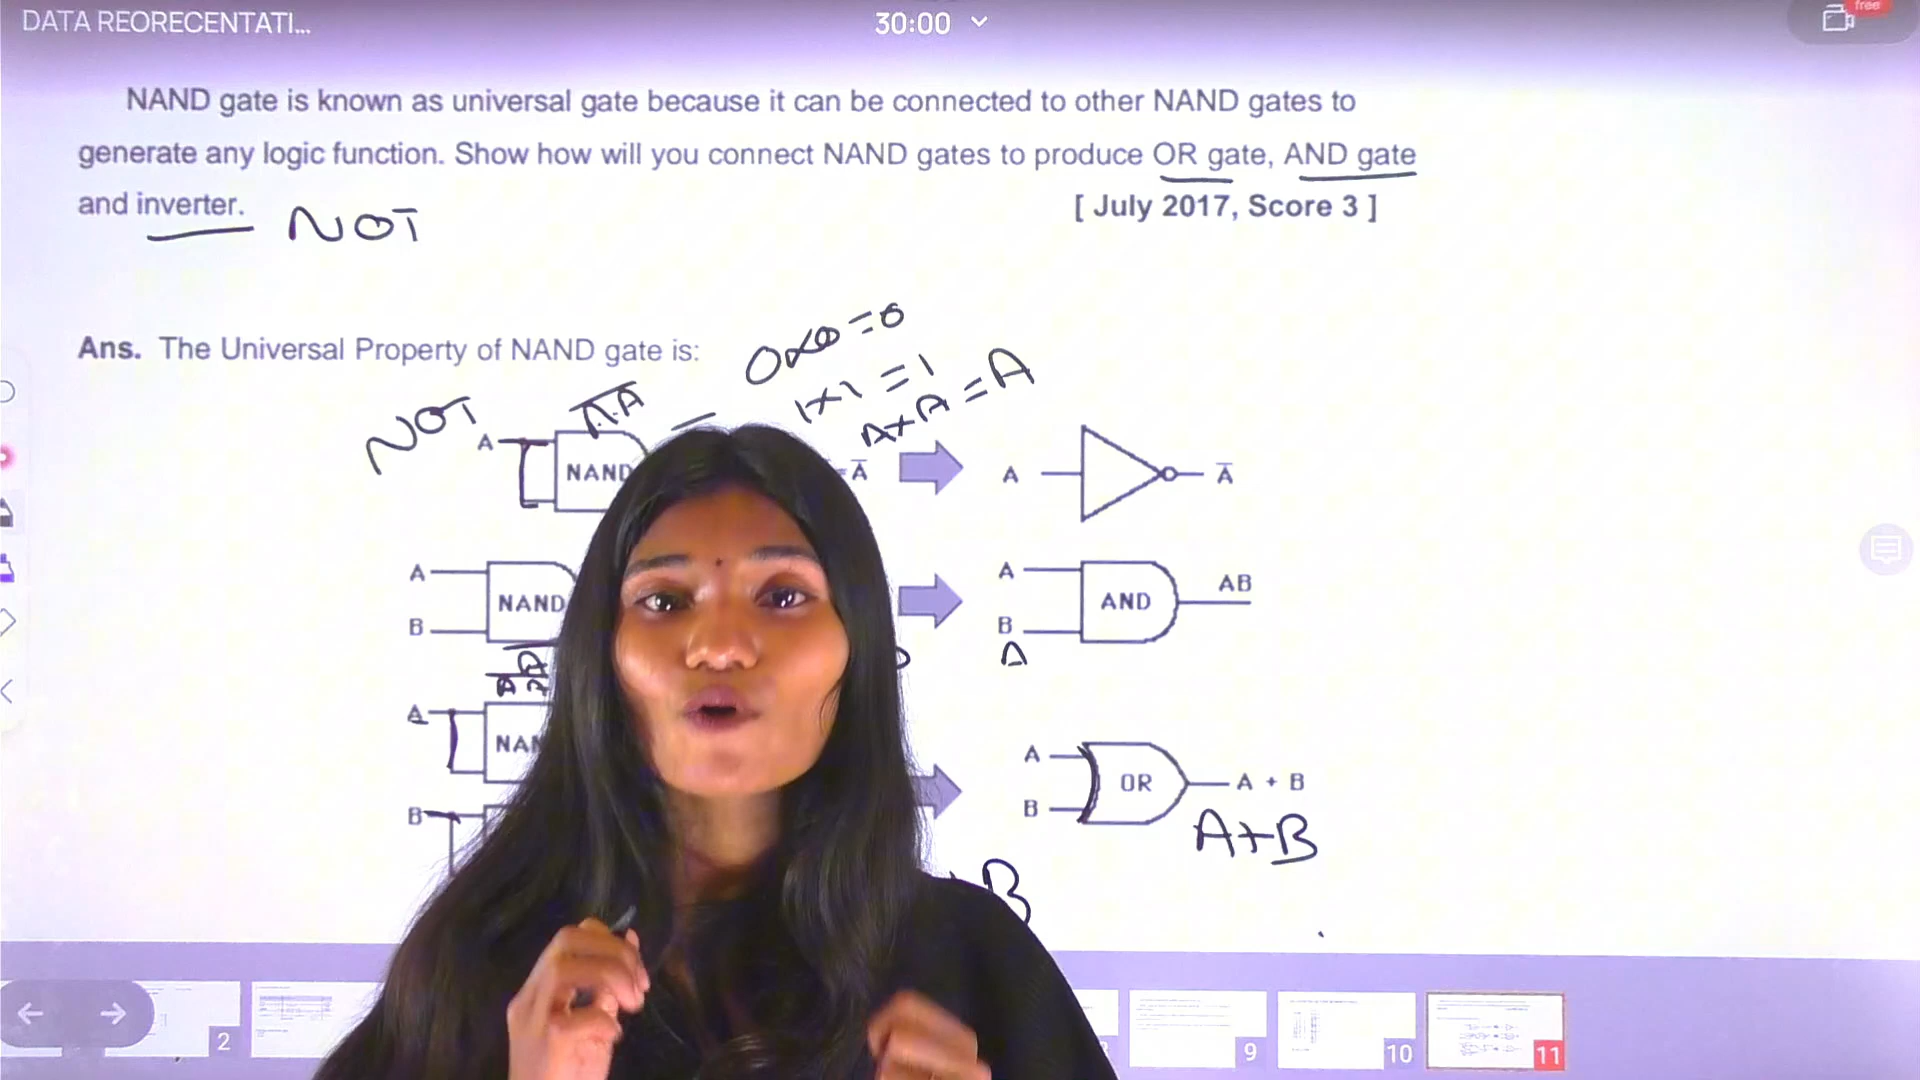 DATA REORECENTATI...
30:00
free
NAND gate is known as universal gate because it can be connected to other NAND gates to
generate any logic function. Show how will you connect NAND gates to produce OR gate, AND gate
and inverter. NOT
[ July 2017, Score 3 ]
Ans. The Universal Property of NAND gate is:
0×0=0
1×1=1
A×A=A
NOT
A.A
A NAND
= A̅
A A̅
A
B
NAND
A
B
AND
AB
A
A
NAN
B
A
B
OR
A + B
A+B
B
2
9
10
11